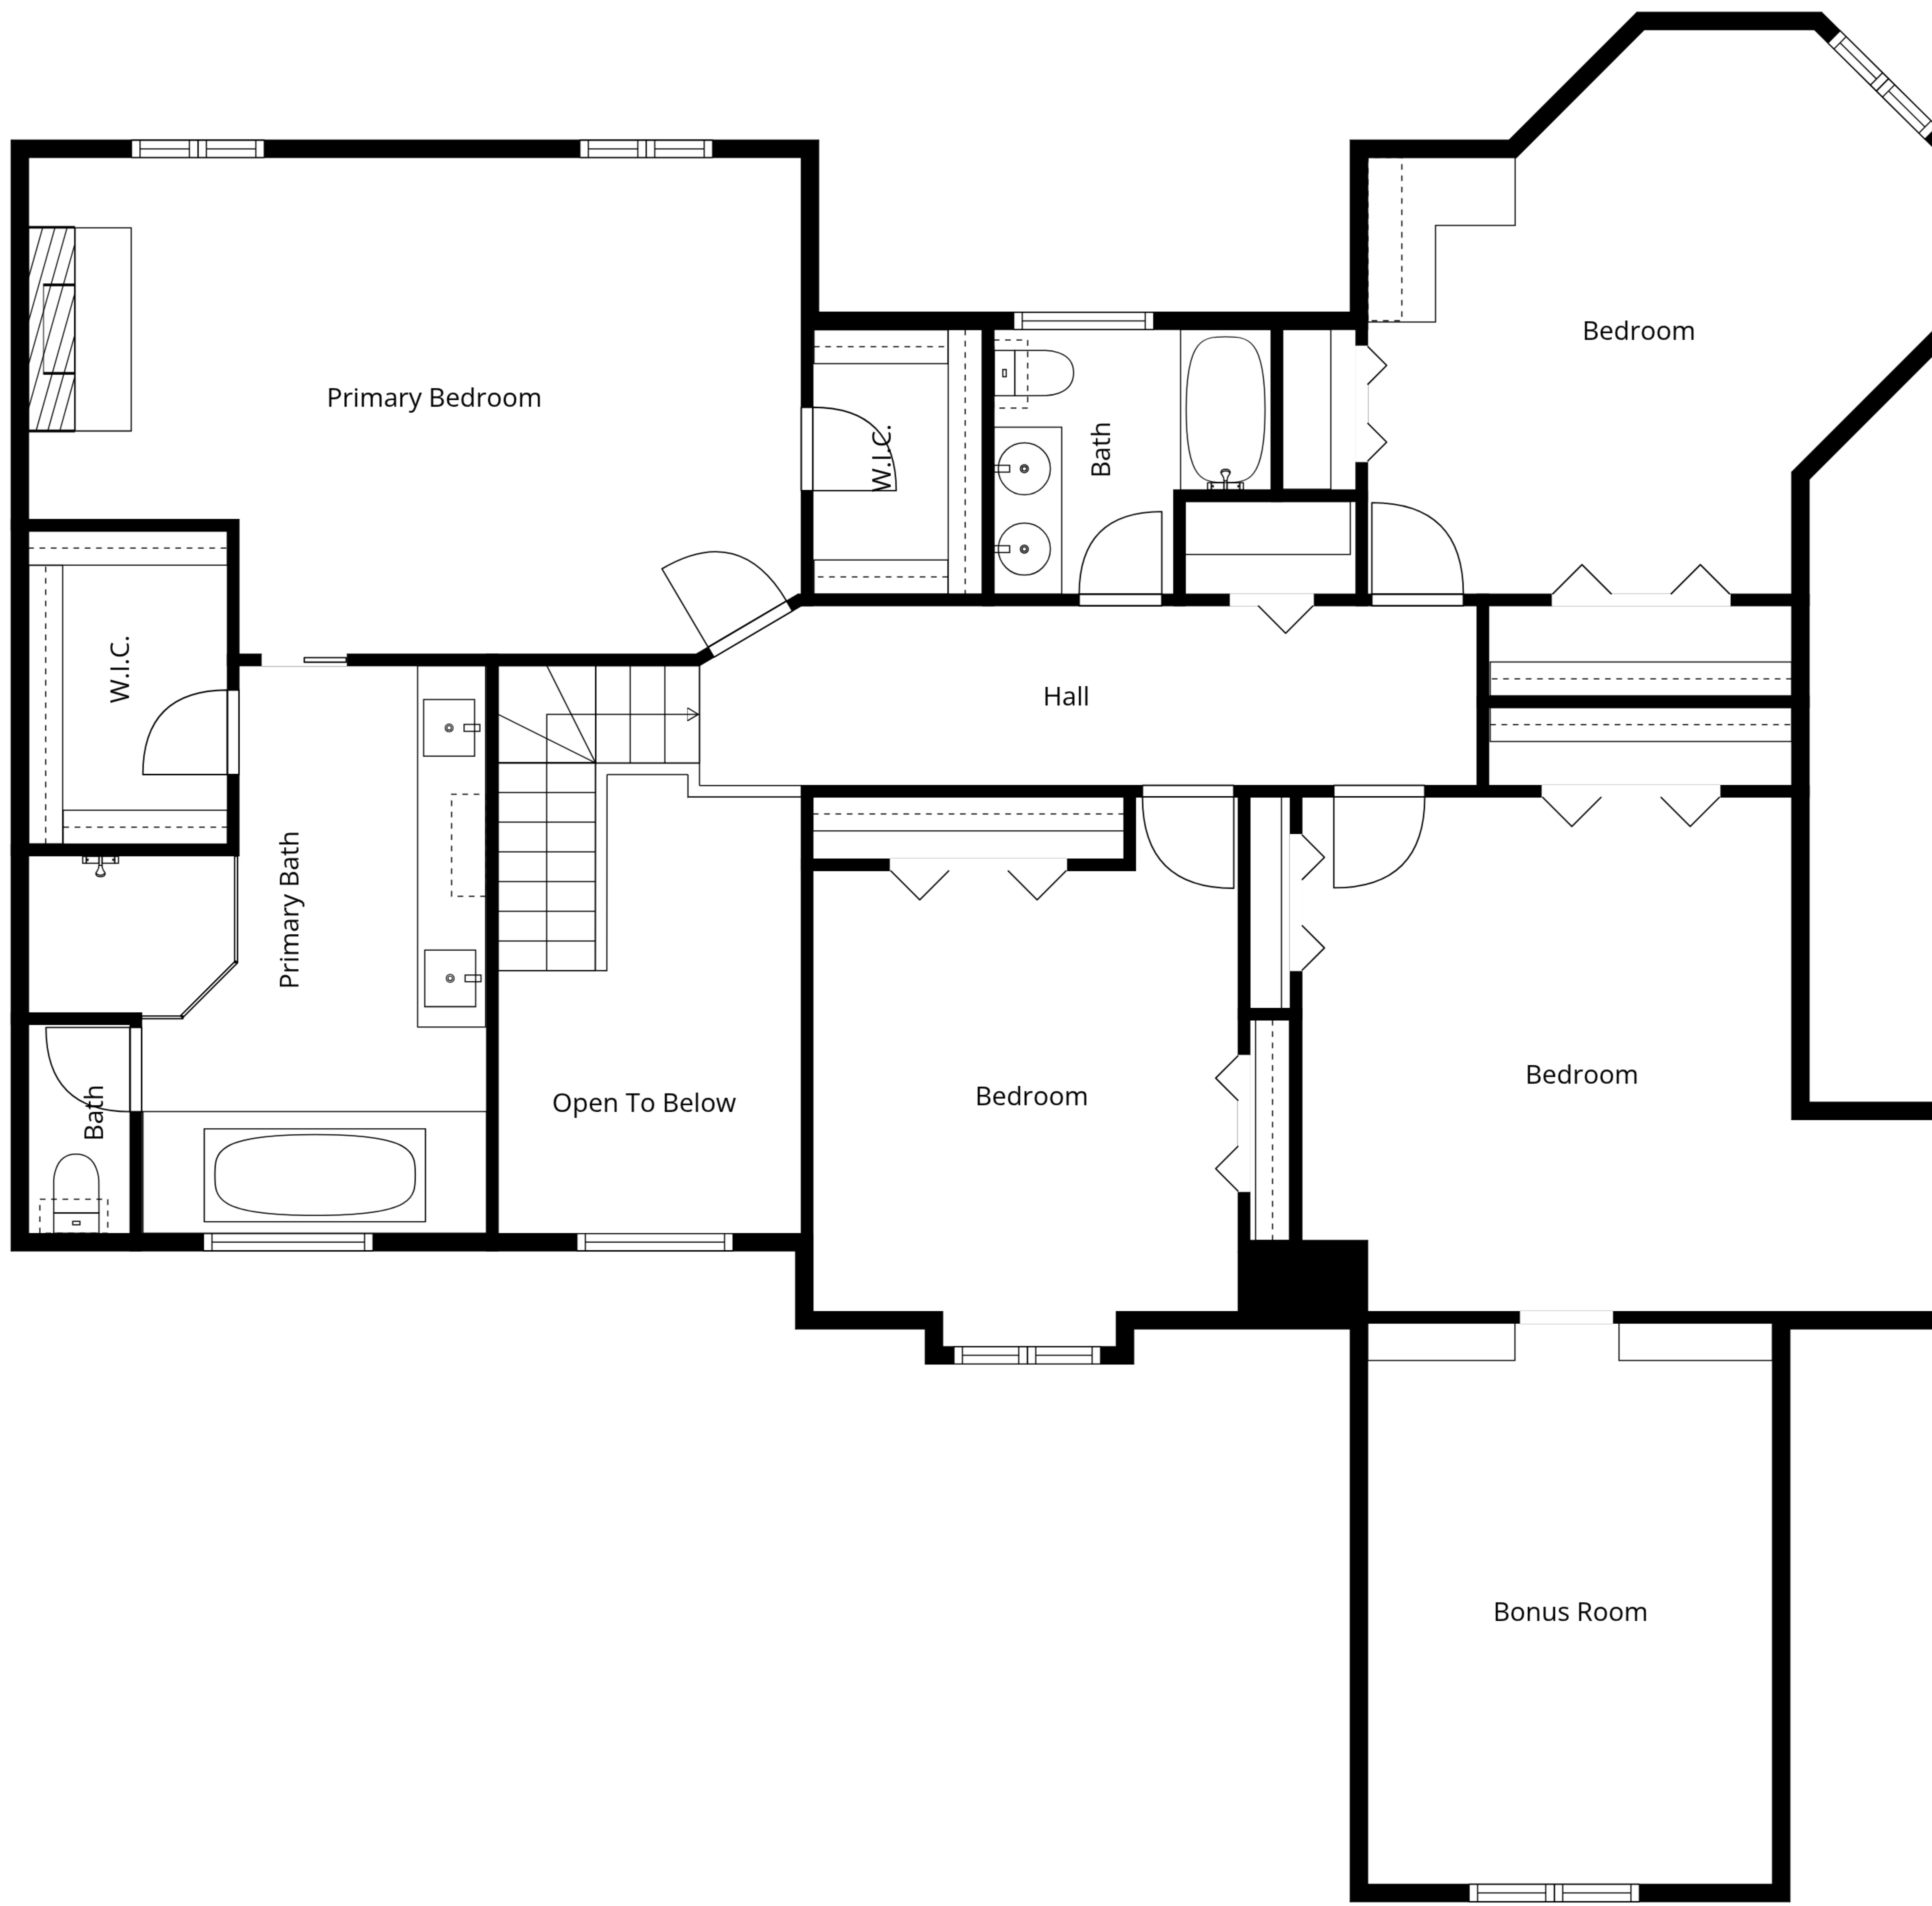 Bedroom
Primary Bedroom
W.I.C.
Bath
W.I.C.
Hall
Primary Bath
Bedroom
Bedroom
Open To Below
Bath
Bonus Room